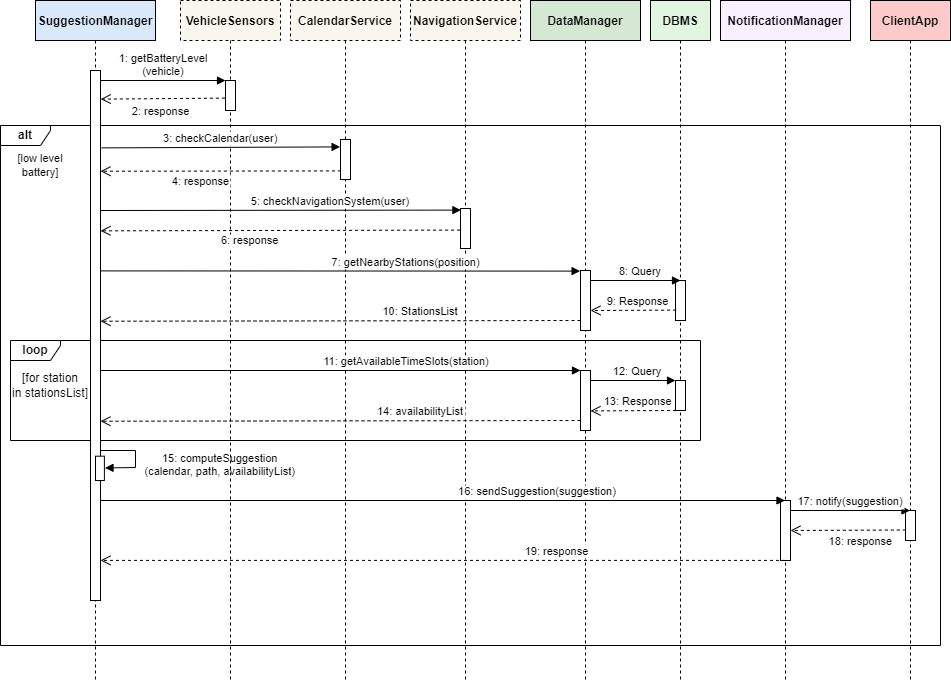 SuggestionManager
VehicleSensors
CalendarService
NavigationService
DataManager
DBMS
NotificationManager
ClientApp
1: getBatteryLevel
(vehicle)
2: response
alt
[low level
battery]
3: checkCalendar(user)
4: response
5: checkNavigationSystem(user)
6: response
7: getNearbyStations(position)
8: Query
9: Response
10: StationsList
loop
[for station
in stationsList]
11: getAvailableTimeSlots(station)
12: Query
13: Response
14: availabilityList
15: computeSuggestion
(calendar, path, availabilityList)
16: sendSuggestion(suggestion)
17: notify(suggestion)
18: response
19: response